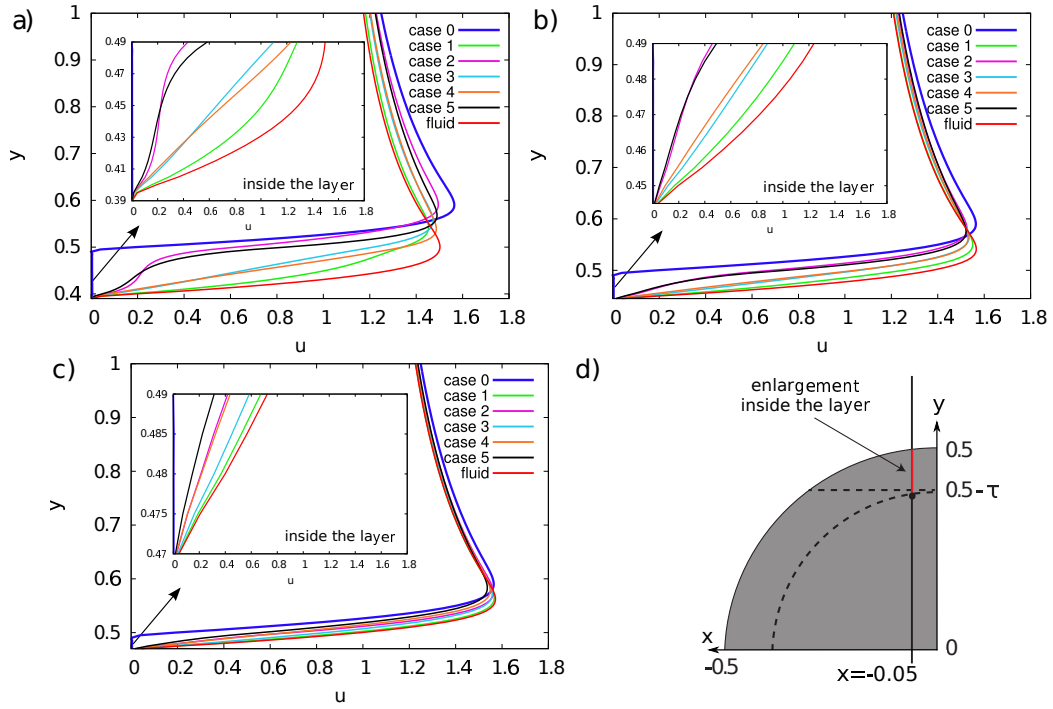 a)
y
1
0.9
0.8
0.7
0.6
0.5
0.4
0 0.2 0.4 0.6 0.8 1 1.2 1.4 1.6 1.8
u
case 0
case 1
case 2
case 3
case 4
case 5
fluid
0.49
0.47
0.45
0.43
0.41
0.39
0 0.2 0.4 0.6 0.8 1 1.2 1.4 1.6 1.8
u
inside the layer
b)
y
1
0.9
0.8
0.7
0.6
0.5
0 0.2 0.4 0.6 0.8 1 1.2 1.4 1.6 1.8
u
case 0
case 1
case 2
case 3
case 4
case 5
fluid
0.49
0.48
0.47
0.46
0.45
0 0.2 0.4 0.6 0.8 1 1.2 1.4 1.6 1.8
u
inside the layer
c)
y
1
0.9
0.8
0.7
0.6
0.5
0 0.2 0.4 0.6 0.8 1 1.2 1.4 1.6 1.8
u
case 0
case 1
case 2
case 3
case 4
case 5
fluid
0.49
0.485
0.48
0.475
0.47
0 0.2 0.4 0.6 0.8 1 1.2 1.4 1.6 1.8
u
inside the layer
d)
enlargement
inside the layer
y
0.5
0.5-τ
0
x
-0.5
x=-0.05